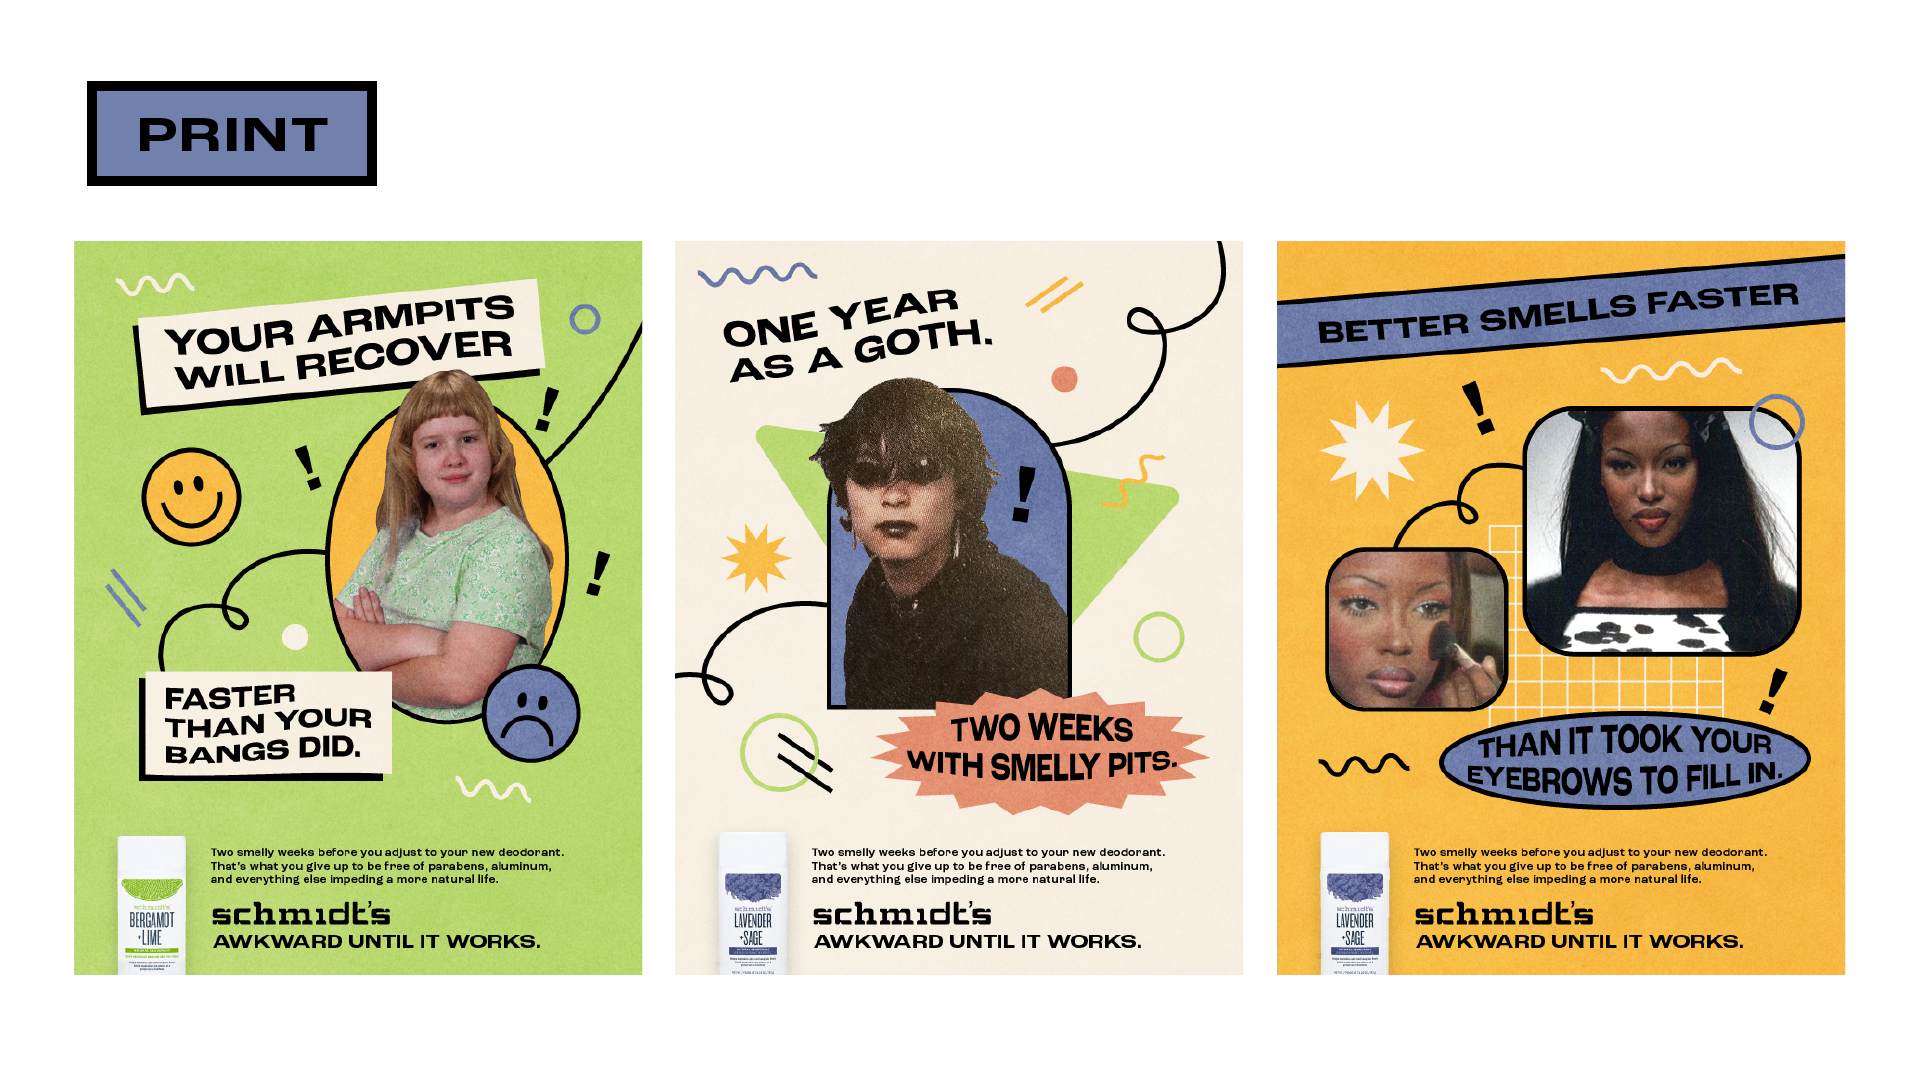 PRINT
YOUR ARMPITS
WILL RECOVER
!
!
!
FASTER
THAN YOUR
BANGS DID.
Two smelly weeks before you adjust to your new deodorant.
That's what you give up to be free of parabens, aluminum,
and everything else impeding a more natural life.
schmidt's
AWKWARD UNTIL IT WORKS.
schmidt's
BERGAMOT
+LIME
ONE YEAR
AS A GOTH.
!
TWO WEEKS
WITH SMELLY PITS.
Two smelly weeks before you adjust to your new deodorant.
That's what you give up to be free of parabens, aluminum,
and everything else impeding a more natural life.
schmidt's
AWKWARD UNTIL IT WORKS.
schmidt's
LAVENDER
+SAGE
BETTER SMELLS FASTER
!
!
THAN IT TOOK YOUR
EYEBROWS TO FILL IN.
Two smelly weeks before you adjust to your new deodorant.
That's what you give up to be free of parabens, aluminum,
and everything else impeding a more natural life.
schmidt's
AWKWARD UNTIL IT WORKS.
schmidt's
LAVENDER
+SAGE